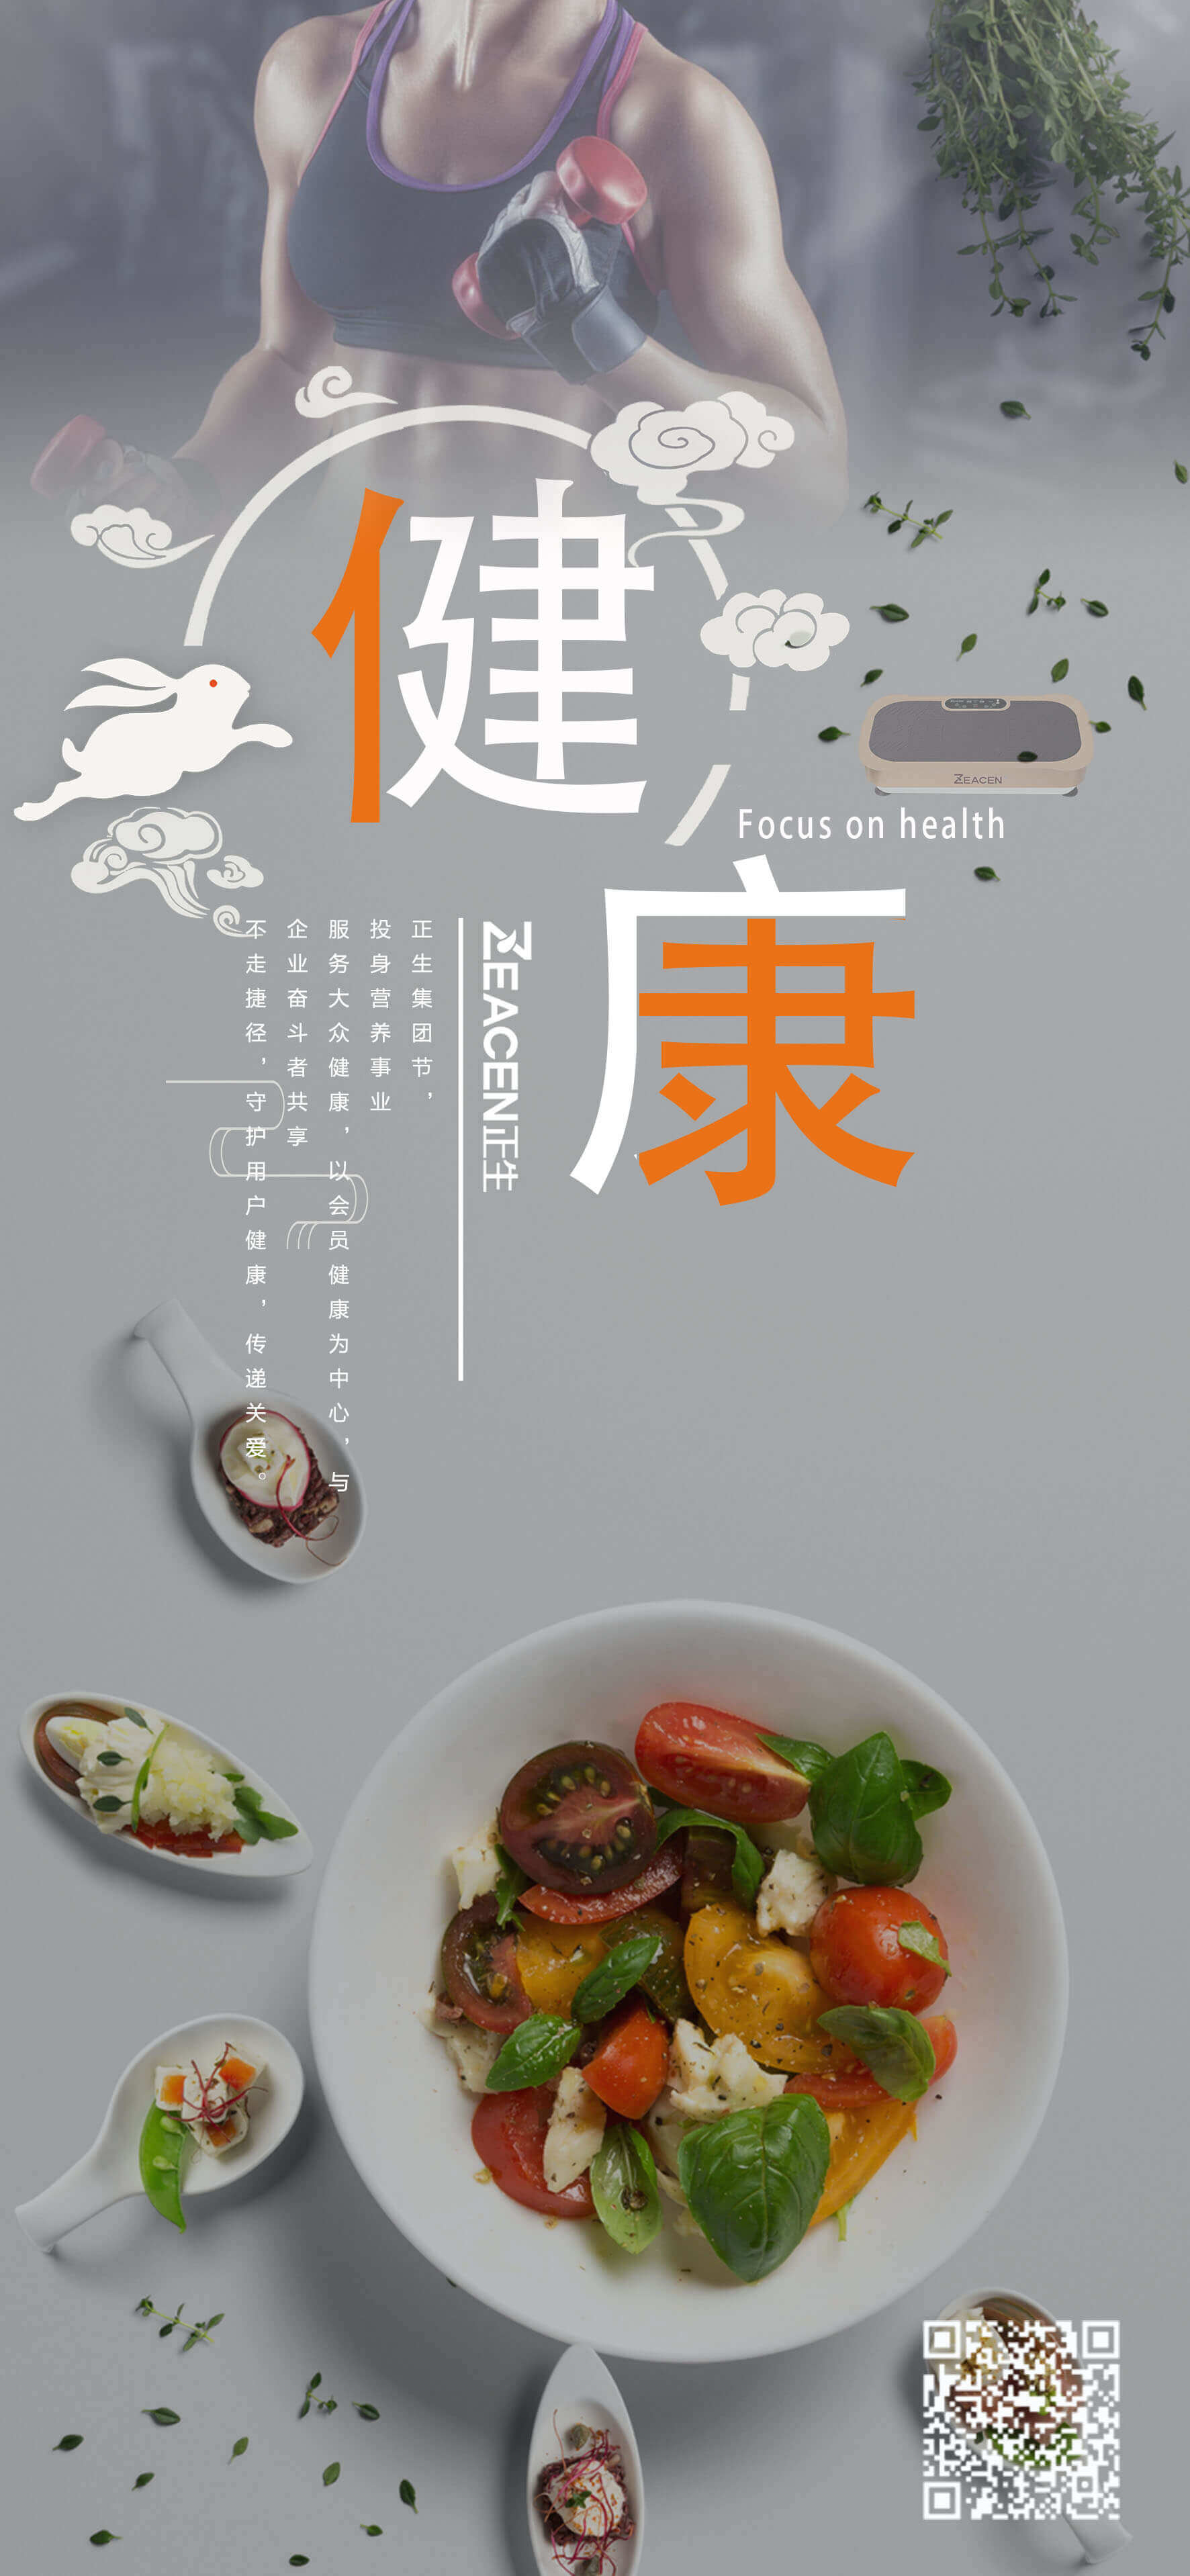 健
康
ZEACEN
Focus on health
ZEACEN正生
正生集团节，
投身营养事业
服务大众健康，以会员健康为中心，与
企业奋斗者共享
不走捷径，守护用户健康，传递关爱。